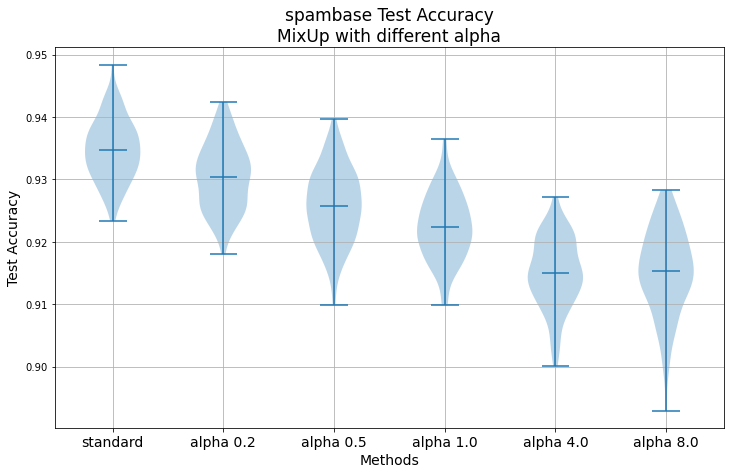 spambase Test Accuracy
MixUp with different alpha
Test Accuracy
0.95
0.94
0.93
0.92
0.91
0.90
standard alpha 0.2 alpha 0.5 alpha 1.0 alpha 4.0 alpha 8.0
Methods